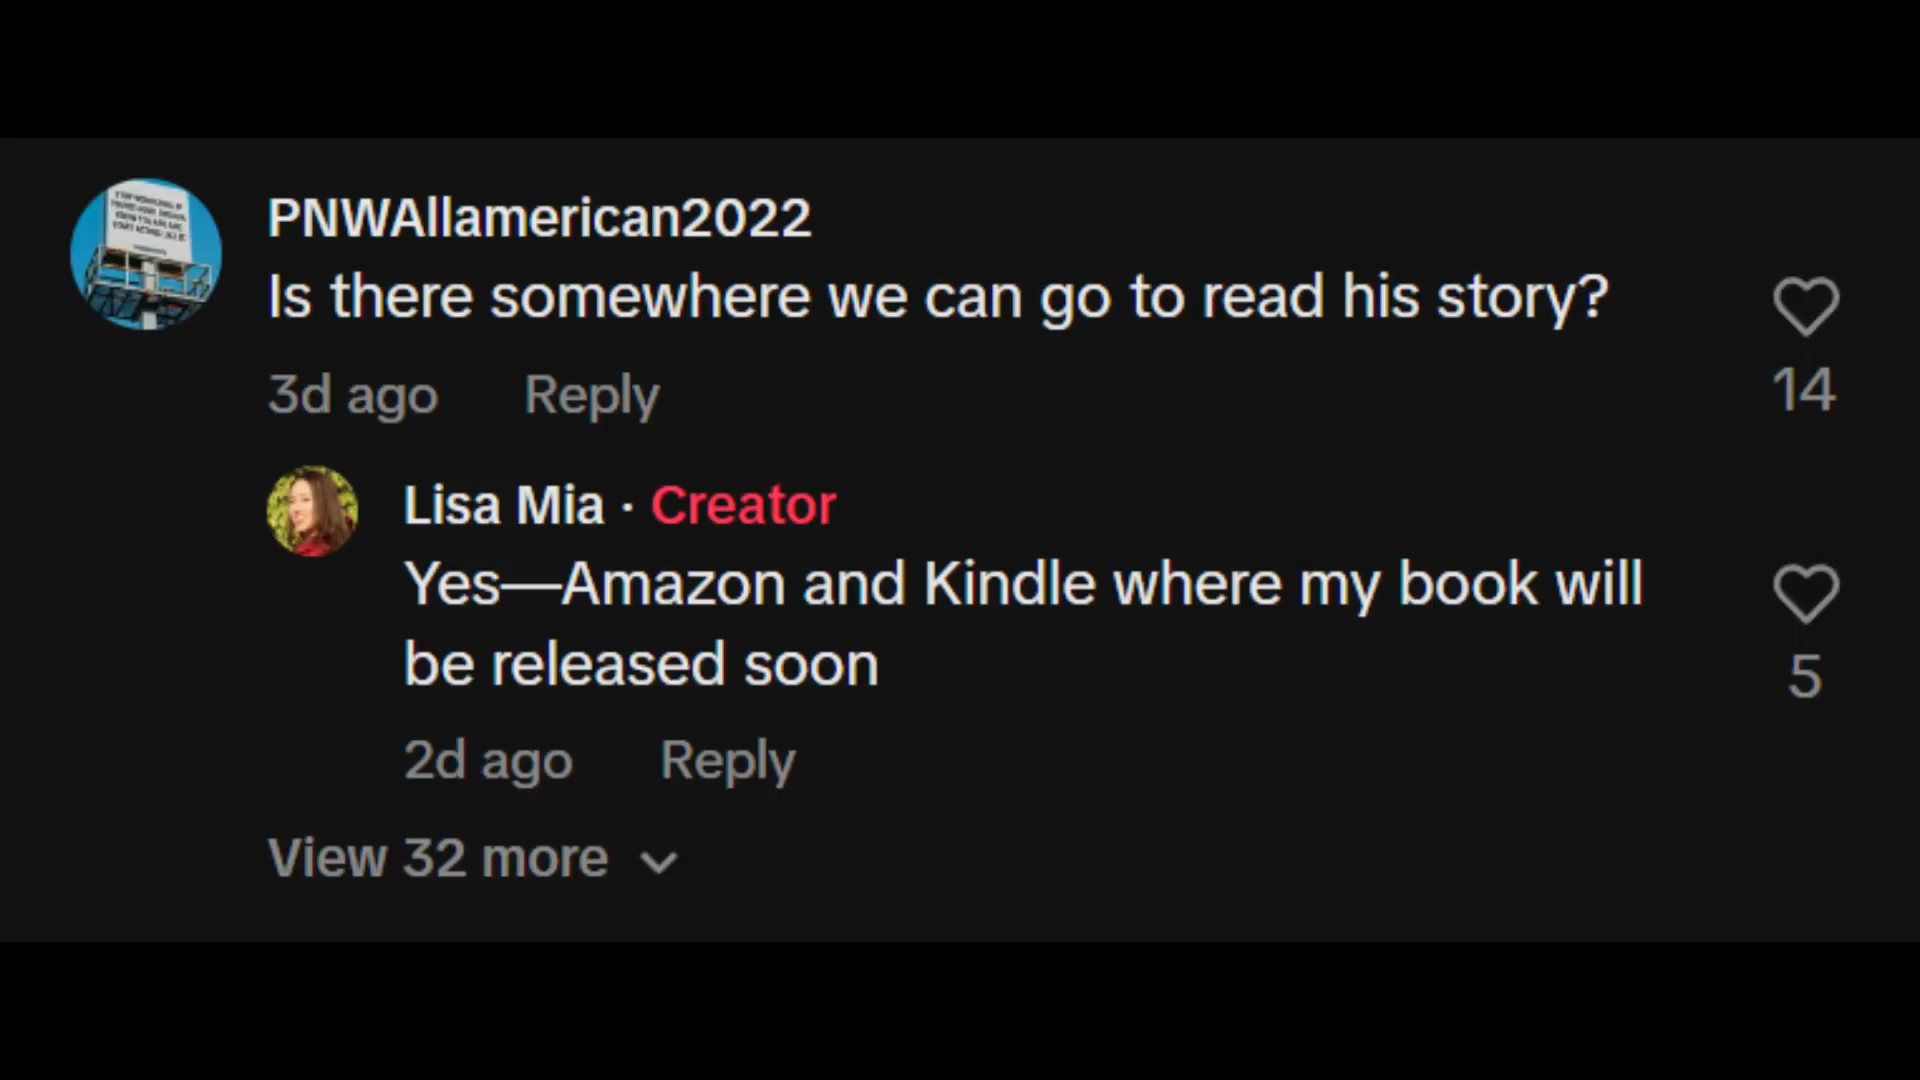 PNWAllamerican2022
Is there somewhere we can go to read his story?
14
3d ago Reply
Lisa Mia · Creator
Yes—Amazon and Kindle where my book will
be released soon
5
2d ago Reply
View 32 more